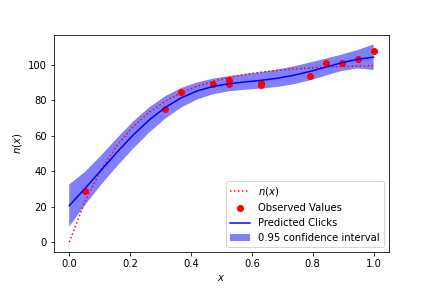 100
80
60
40
20
0
n(x)
0.0 0.2 0.4 0.6 0.8 1.0
x
n(x)
Observed Values
Predicted Clicks
0.95 confidence interval